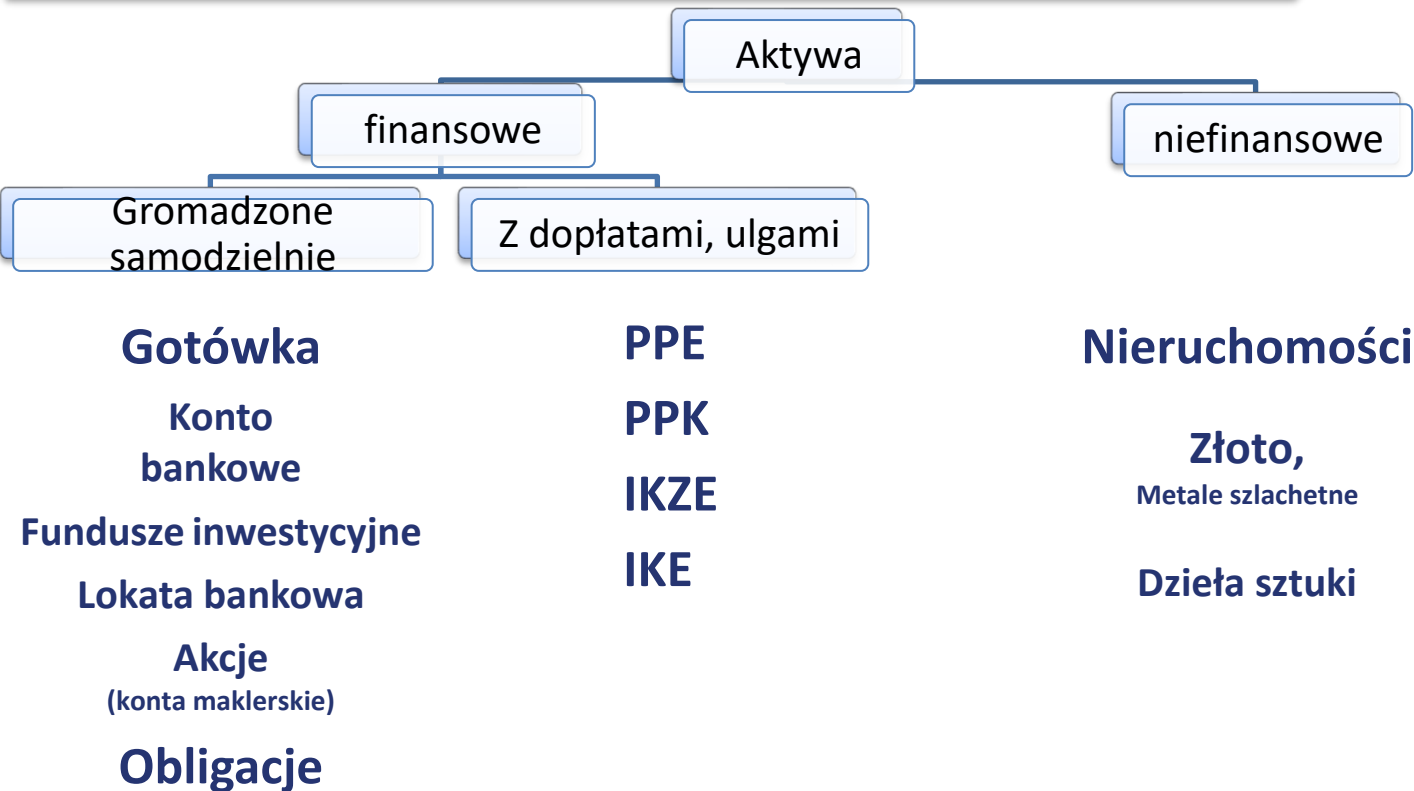 Aktywa
finansowe
niefinansowe
Gromadzone
samodzielnie
Z dopłatami, ulgami
Gotówka
Konto
bankowe
Fundusze inwestycyjne
Lokata bankowa
Akcje
(konta maklerskie)
Obligacje
PPE
PPK
IKZE
IKE
Nieruchomości
Złoto,
Metale szlachetne
Dzieła sztuki